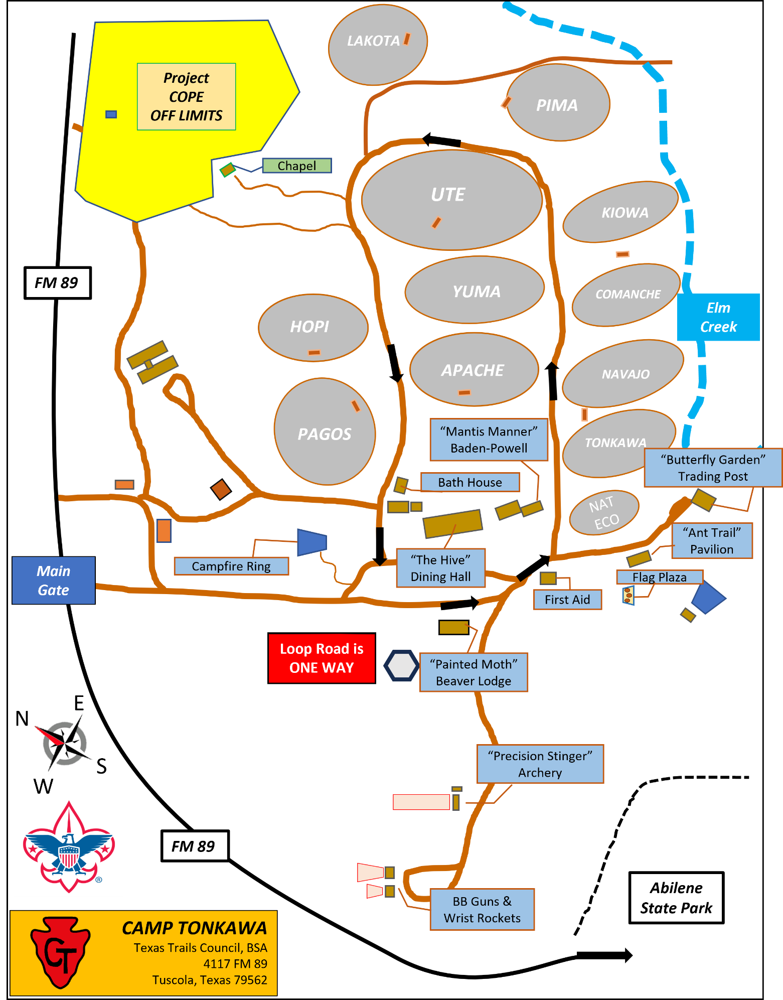 LAKOTA
Project
COPE
OFF LIMITS
PIMA
Chapel
UTE
KIOWA
FM 89
YUMA
COMANCHE
Elm
Creek
HOPI
APACHE
NAVAJO
PAGOS
“Mantis Manner”
Baden-Powell
TONKAWA
“Butterfly Garden”
Trading Post
Bath House
NAT
ECO
“Ant Trail”
Pavilion
Campfire Ring
“The Hive”
Dining Hall
Main
Gate
Flag Plaza
First Aid
Loop Road is
ONE WAY
“Painted Moth”
Beaver Lodge
N
E
S
W
“Precision Stinger”
Archery
FM 89
®
BB Guns &
Wrist Rockets
Abilene
State Park
CT
CAMP TONKAWA
Texas Trails Council, BSA
4117 FM 89
Tuscola, Texas 79562